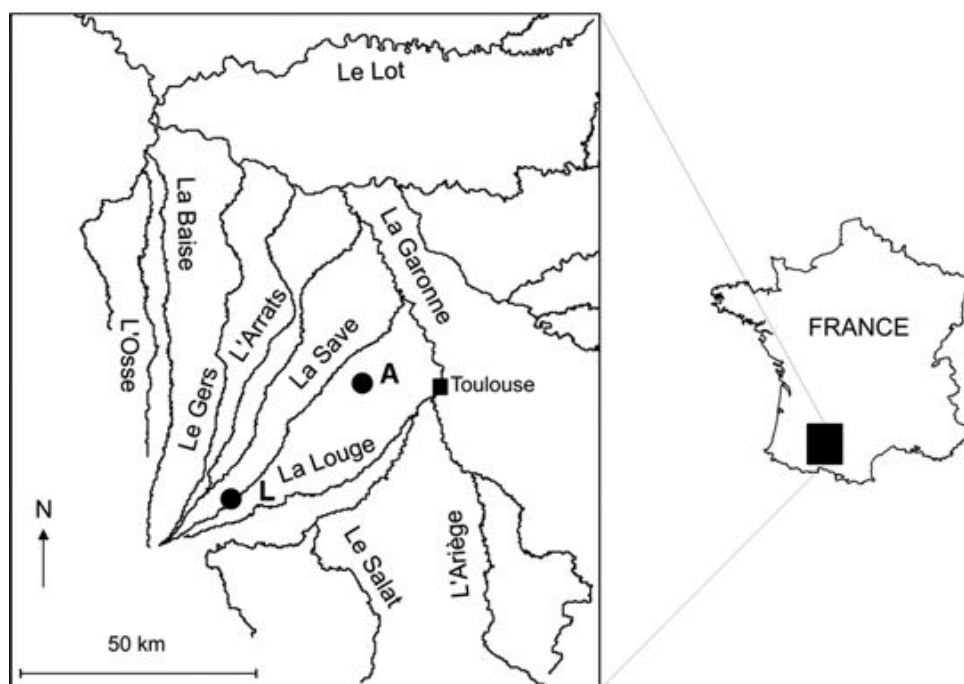 Le Lot
La Baise
La Garonne
L'Osse
Le Gers
L'Arrats
La Save
A
Toulouse
La Louge
L
Le Salat
L'Ariège
N
50 km
FRANCE